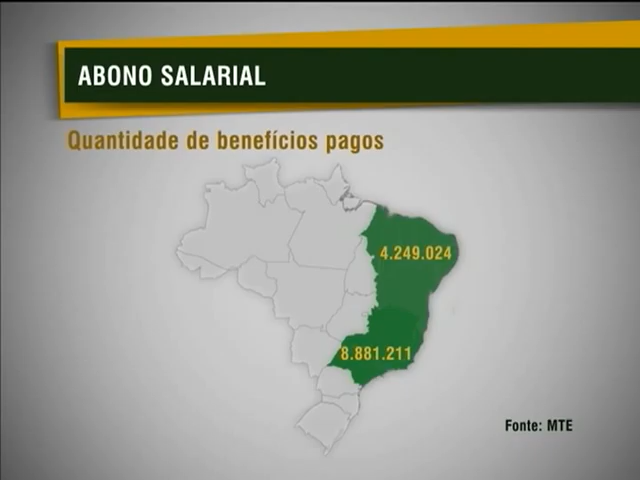 ABONO SALARIAL
Quantidade de benefícios pagos
4.249.024
8.881.211
Fonte: MTE